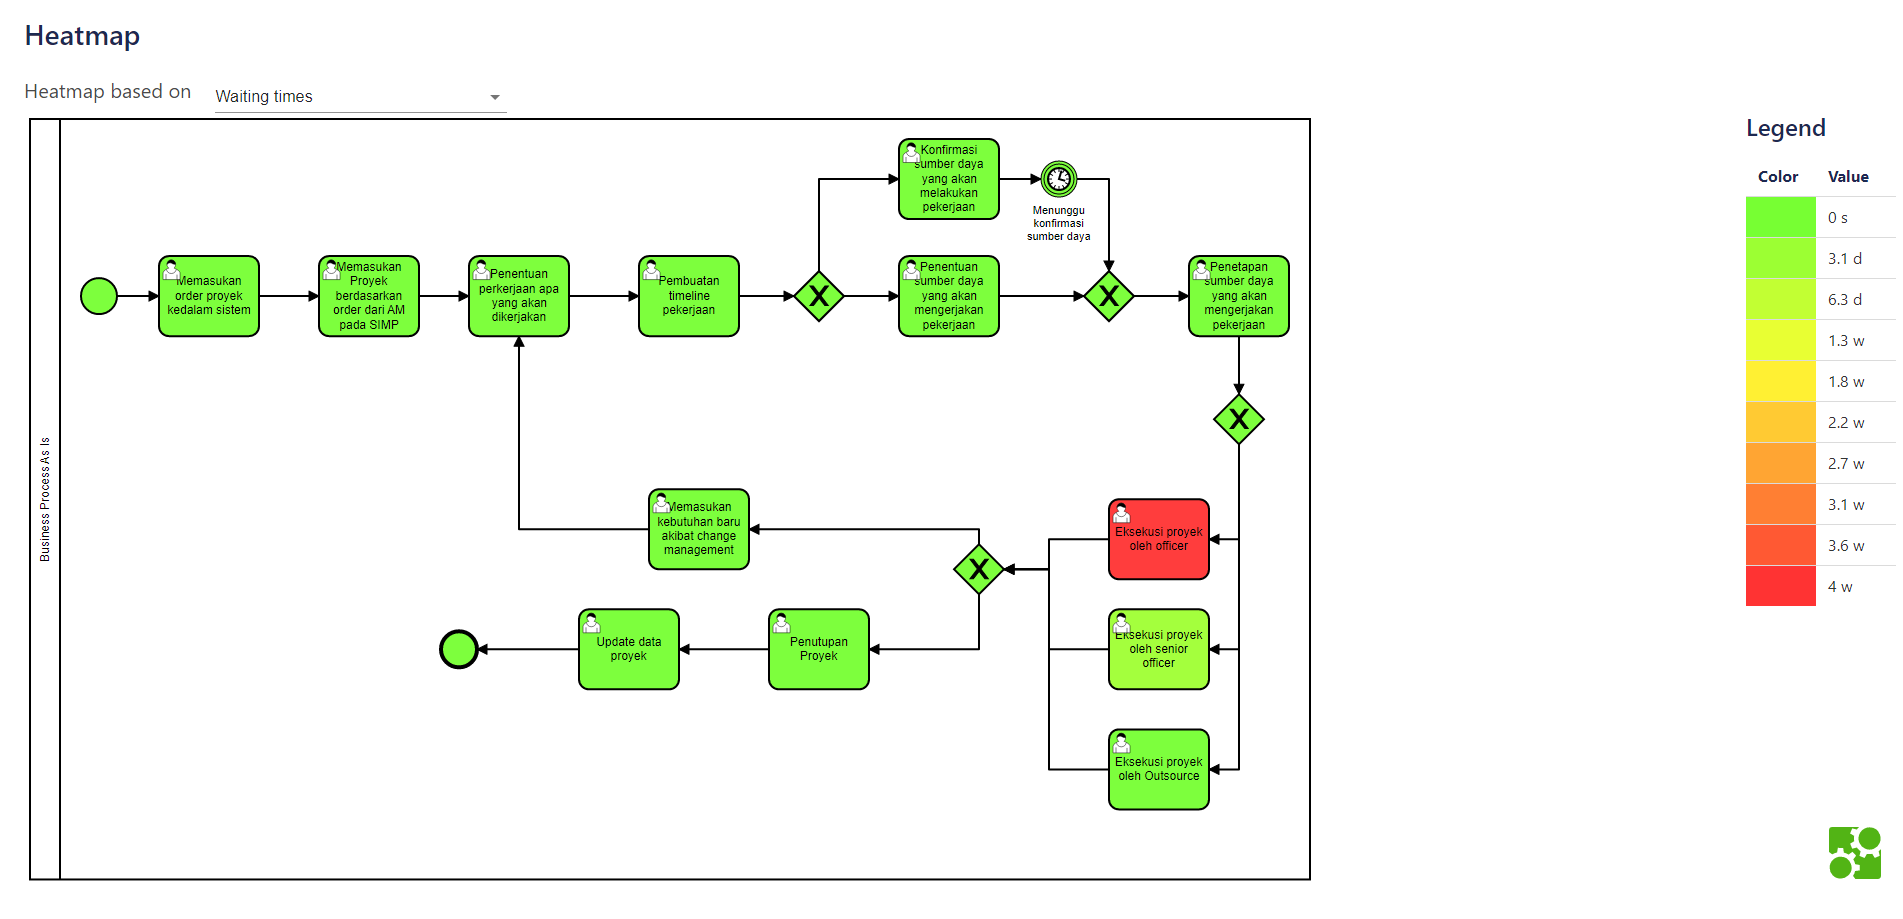 Heatmap
Heatmap based on
Waiting times
Legend
Color Value
0 s
3.1 d
6.3 d
1.3 w
1.8 w
2.2 w
2.7 w
3.1 w
3.6 w
4 w
Business Process As Is
Konfirmasi
sumber daya
yang akan
melakukan
pekerjaan
Menunggu
konfirmasi
sumber daya
Memasukan
order proyek
kedalam sistem
Memasukan
Proyek
berdasarkan
order dari AM
pada SIMP
Penentuan
perkerjaan apa
yang akan
dikerjakan
Pembuatan
timeline
pekerjaan
X
Penentuan
sumber daya
yang akan
mengerjakan
pekerjaan
X
Penetapan
sumber daya
yang akan
mengerjakan
pekerjaan
X
Memasukan
kebutuhan baru
akibat change
management
X
Eksekusi proyek
oleh officer
Update data
proyek
Penutupan
Proyek
Eksekusi proyek
oleh senior
officer
Eksekusi proyek
oleh Outsource